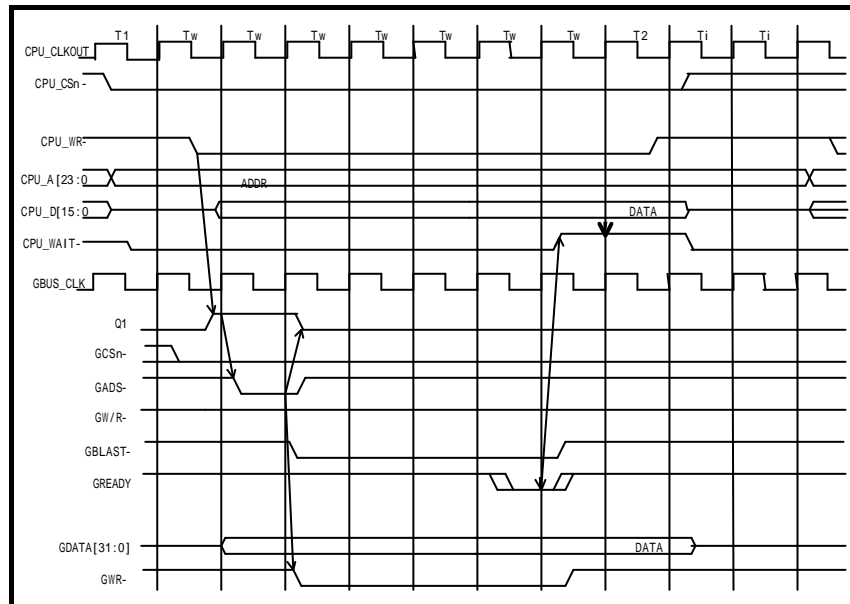 T1 Tw Tw Tw Tw Tw Tw Tw T2 Ti Ti
CPU_CLKOUT
CPU_CSn-
CPU_WR-
CPU_A[23:0
ADDR
CPU_D[15:0
DATA
CPU_WAIT-
GBUS_CLK
Q1
GCSn-
GADS-
GW/R-
GBLAST-
GREADY
GDATA[31:0]
DATA
GWR-